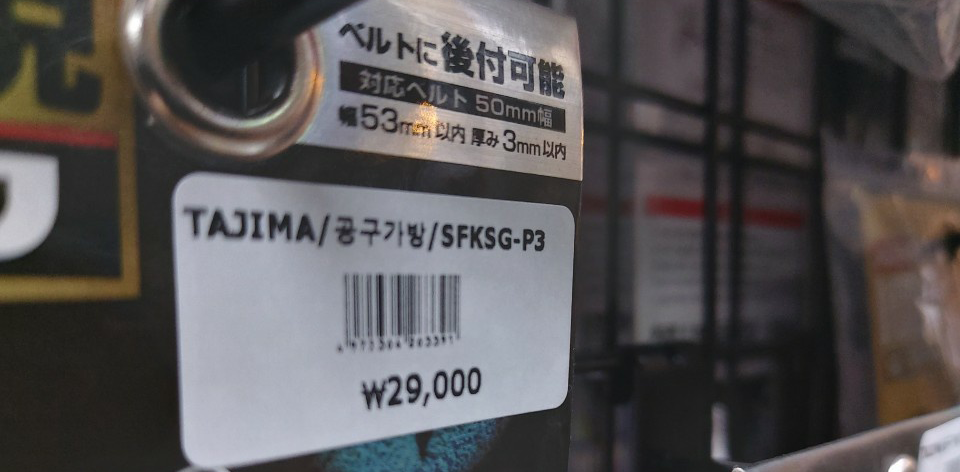 ベルトに後付可能
対応ベルト 50mm幅
幅53mm以内 厚み3mm以内
TAJIMA/공구가방/SFKSG-P3
₩29,000